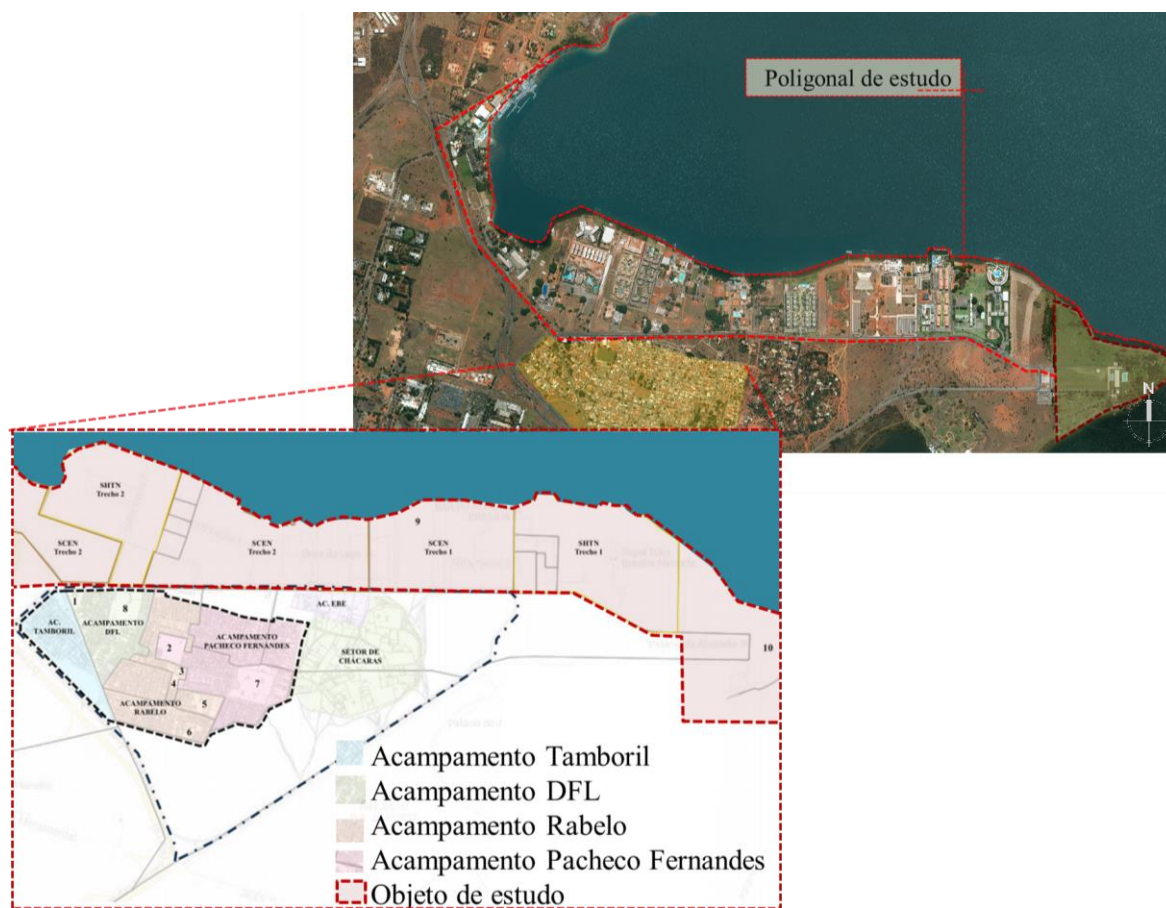 Poligonal de estudo
N
SHTN
Trecho 2
SCEN
Trecho 2
SCEN
Trecho 2
9
SCEN
Trecho 1
SHTN
Trecho 1
10
1
8
AC.
TAMBORIL
ACAMPAMENTO
DFL
AC. EBE
ACAMPAMENTO
PACHECO FERNANDES
2
SETOR DE
CHÁCARAS
3
4
7
ACAMPAMENTO
RABELO
5
6
Acampamento Tamboril
Acampamento DFL
Acampamento Rabelo
Acampamento Pacheco Fernandes
Objeto de estudo